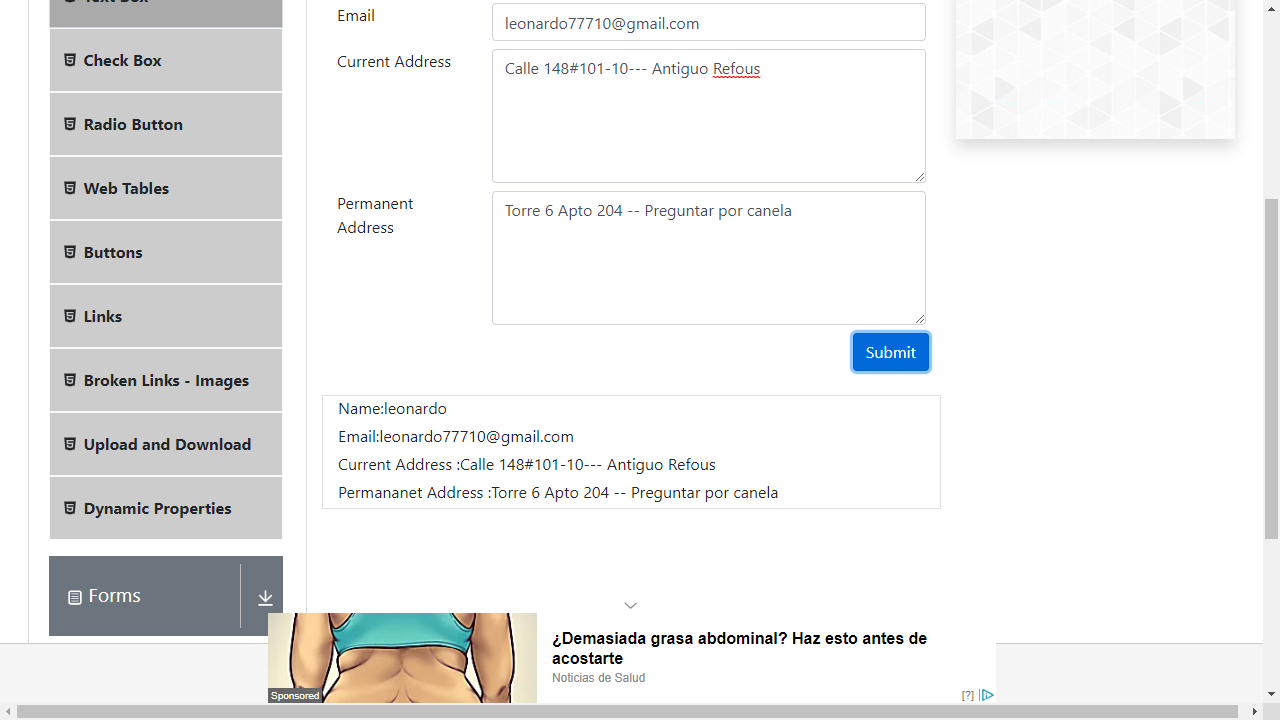 Text Box
Check Box
Radio Button
Web Tables
Buttons
Links
Broken Links - Images
Upload and Download
Dynamic Properties
Forms
Email
leonardo77710@gmail.com
Current Address
Calle 148#101-10--- Antiguo Refous
Permanent
Address
Torre 6 Apto 204 -- Preguntar por canela
Submit
Name:leonardo
Email:leonardo77710@gmail.com
Current Address :Calle 148#101-10--- Antiguo Refous
Permananet Address :Torre 6 Apto 204 -- Preguntar por canela
¿Demasiada grasa abdominal? Haz esto antes de
acostarte
Noticias de Salud
Sponsored
[?]